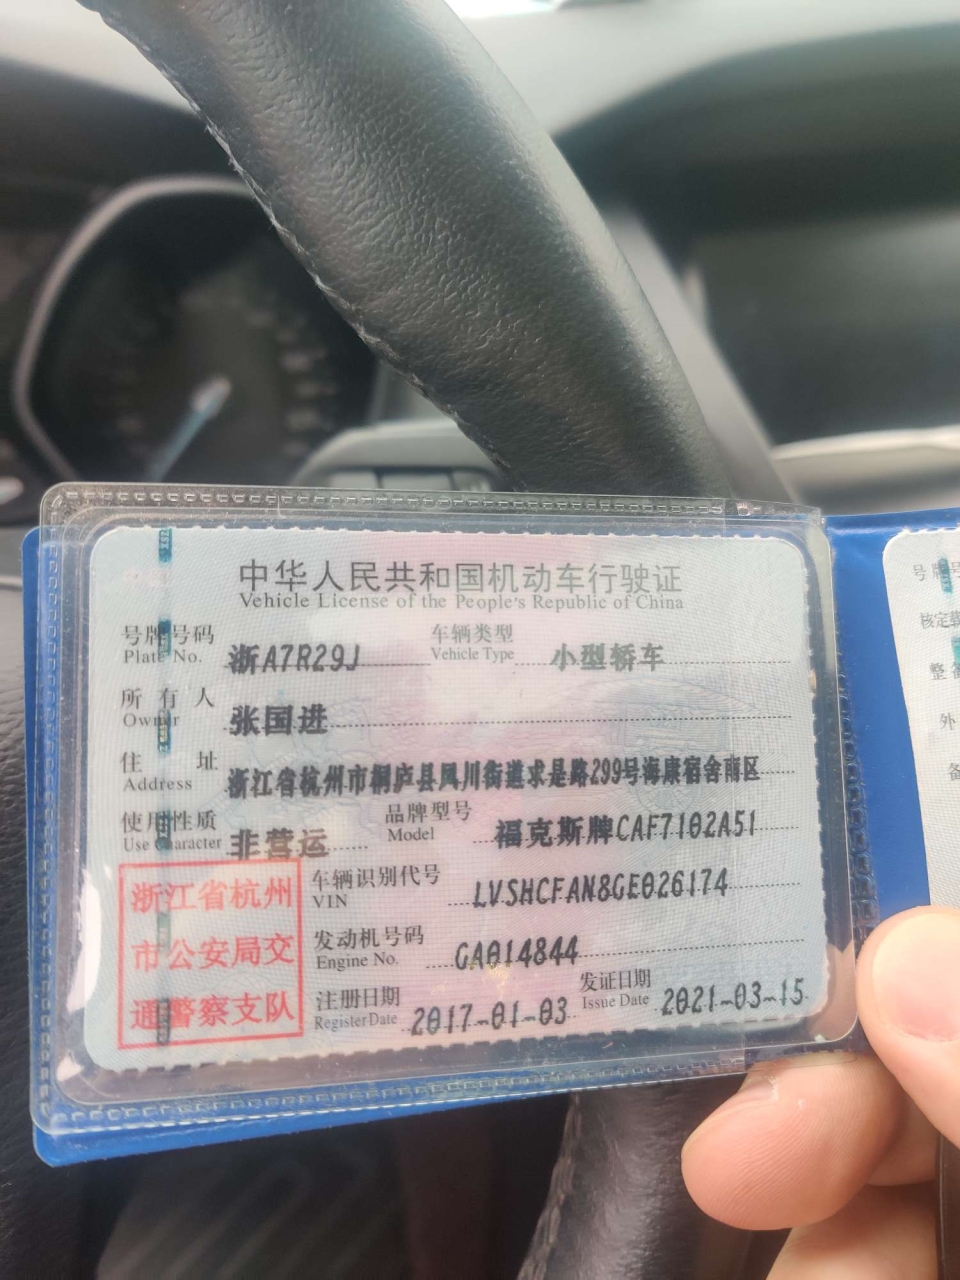 中华人民共和国机动车行驶证
Vehicle License of the People's Republic of China
号牌号码 浙A7R29J 车辆类型 小型轿车
Plate No. Vehicle Type
所有人 张国进
Owner
住址 浙江省杭州市桐庐县凤川街道求是路299号海康宿舍南区
Address
使用性质 非营运 品牌型号 福克斯牌CAF7102A51
Use Character Model
浙江省杭州
市公安局交
通警察支队
车辆识别代号 LVSHCFAN8GE026174
VIN
发动机号码 GA014844
Engine No.
注册日期 2017-01-03 发证日期 2021-03-15
Register Date Issue Date
号牌号
核定载
整备
外
备